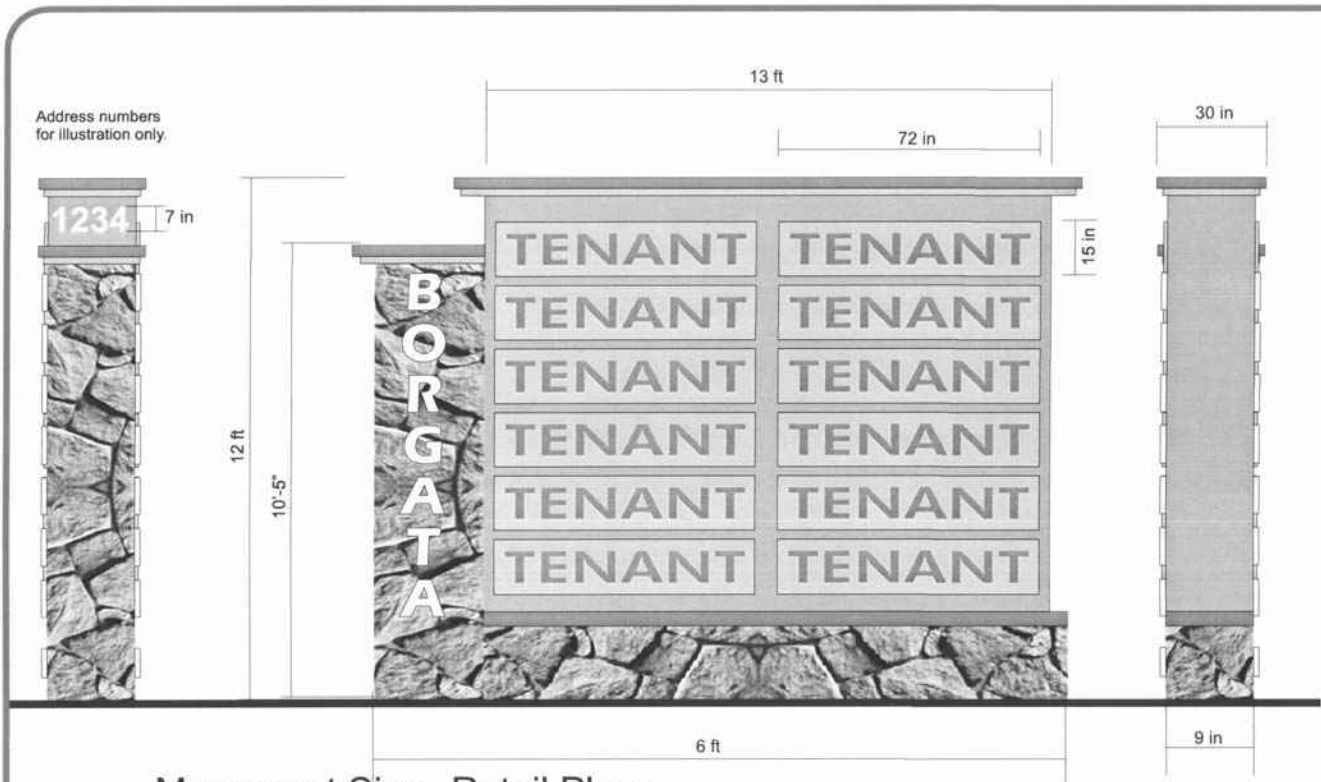 Address numbers
for illustration only.
13 ft
72 in
30 in
1234
7 in
15 in
12 ft
10'-5"
BORGATA
TENANT TENANT
TENANT TENANT
TENANT TENANT
TENANT TENANT
TENANT TENANT
TENANT TENANT
6 ft
9 in